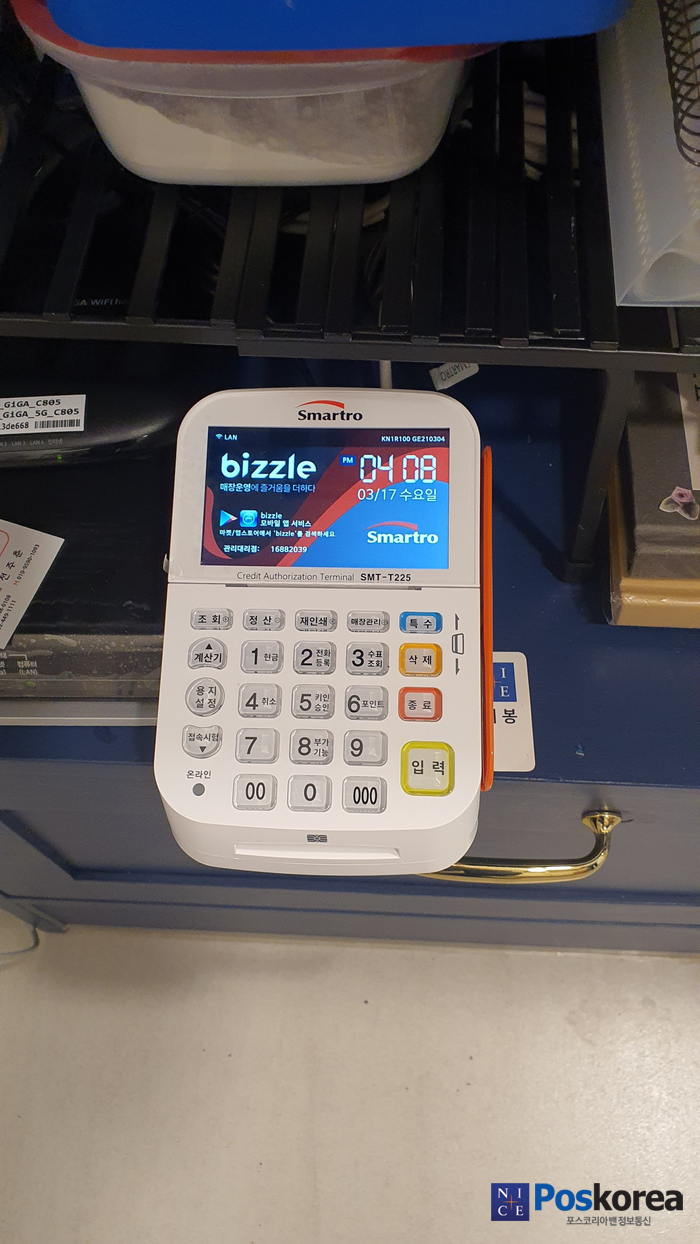 GiGA_C805
GiGA_5G_C805
3de668
Smartro
LAN
KN1R100 GE210304
bizzle
PM 04 08
매장운영에 즐거움을 더하다
03/17 수요일
bizzle
모바일 앱 서비스
마켓/앱스토어에서 'bizzle'를 검색하세요
Smartro
관리대리점: 16882039
Credit Authorization Terminal SMT-T225
조회 정산 재인쇄 매장관리 특수
계산기 1 현금 2 전화등록 3 수표조회 삭제
용지설정 4 취소 5 키인승인 6 포인트 종료
접속시험 7 8 부가기능 9 입력
온라인
00 0 000
I
E
봉
컴퓨터
(LAN)
N I
C E
Poskorea
포스코리아밴정보통신